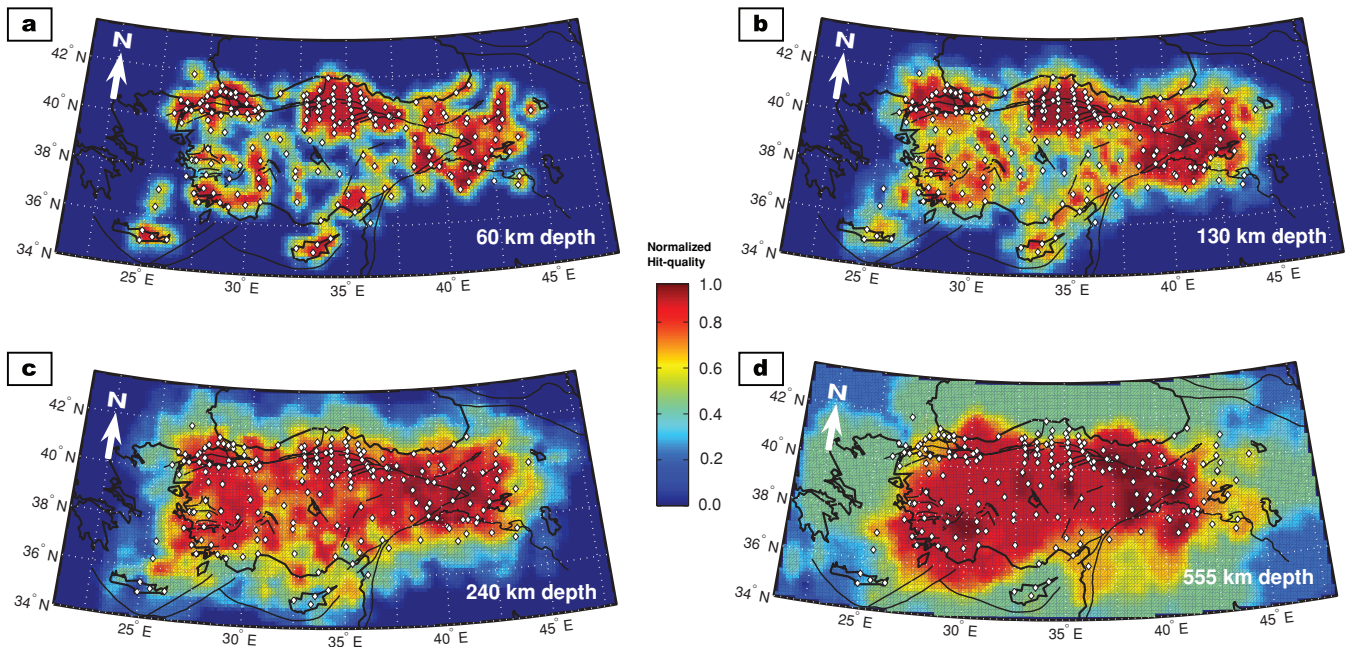 a
N
42° N
40° N
38° N
36° N
34° N
60 km depth
25° E
30° E
35° E
40° E
45° E
b
N
42° N
40° N
38° N
36° N
34° N
130 km depth
25° E
30° E
35° E
40° E
45° E
Normalized
Hit-quality
1.0
0.8
0.6
0.4
0.2
0.0
c
N
42° N
40° N
38° N
36° N
34° N
240 km depth
25° E
30° E
35° E
40° E
45° E
d
N
42° N
40° N
38° N
36° N
34° N
555 km depth
25° E
30° E
35° E
40° E
45° E